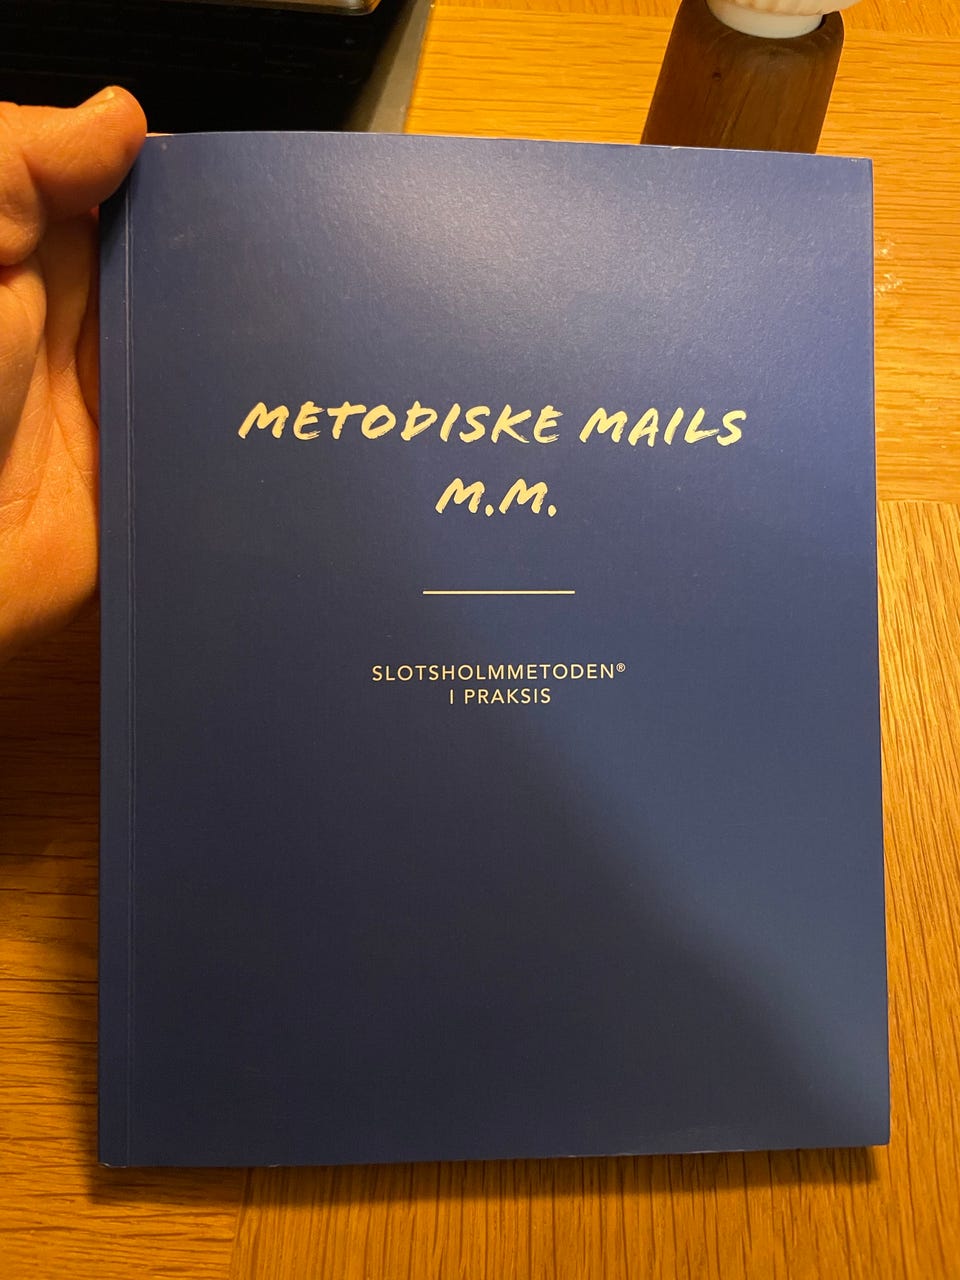 METODISKE MAILS
M.M.
SLOTSHOLMMETODEN®
I PRAKSIS